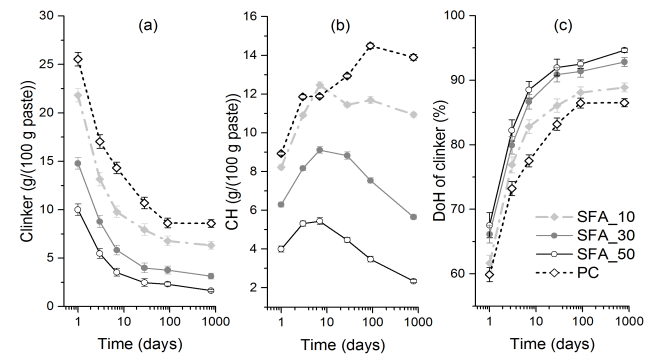 (a)
Clinker (g/(100 g paste))
30
25
20
15
10
5
0
1
10
100
1000
Time (days)
(b)
CH (g/(100 g paste))
16
14
12
10
8
6
4
2
1
10
100
1000
Time (days)
(c)
DoH of clinker (%)
100
90
80
70
60
SFA_10
SFA_30
SFA_50
PC
1
10
100
1000
Time (days)